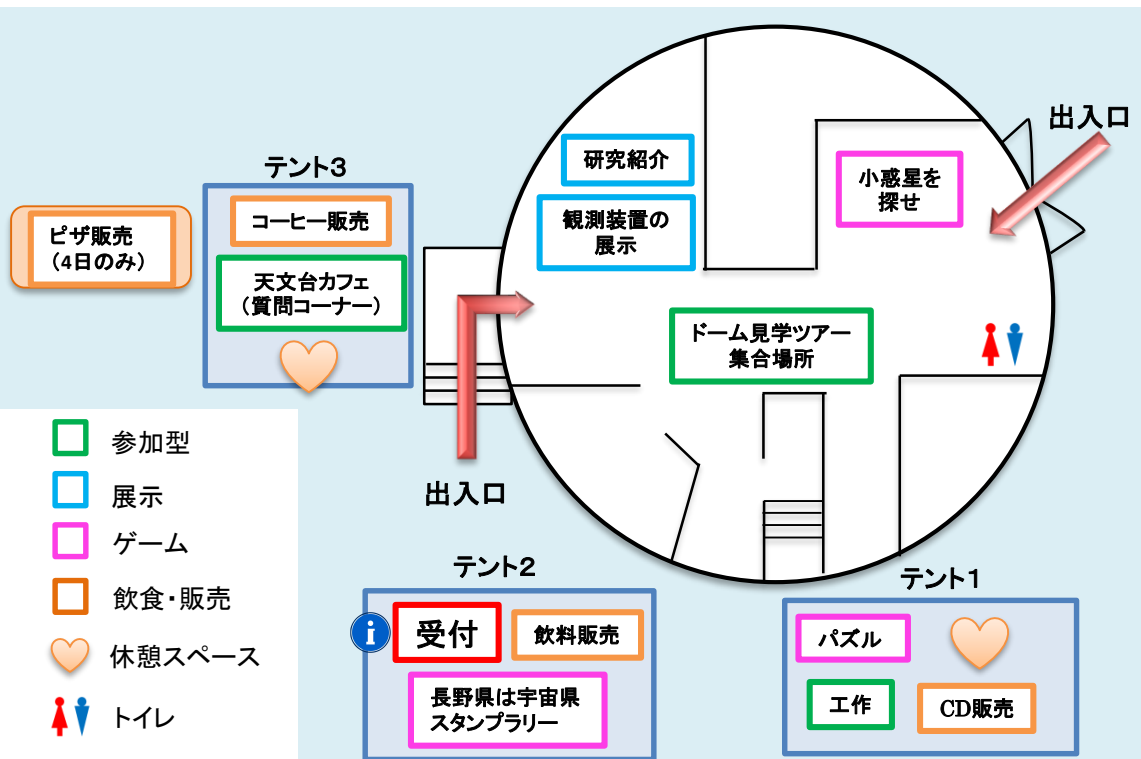 出入口
研究紹介
小惑星を
探せ
テント3
観測装置の
展示
コーヒー販売
ピザ販売
(4日のみ)
天文台カフェ
(質問コーナー)
ドーム見学ツアー
集合場所
参加型
展示
ゲーム
飲食・販売
休憩スペース
トイレ
出入口
テント2
i
受付
飲料販売
長野県は宇宙県
スタンプラリー
テント1
パズル
工作
CD販売